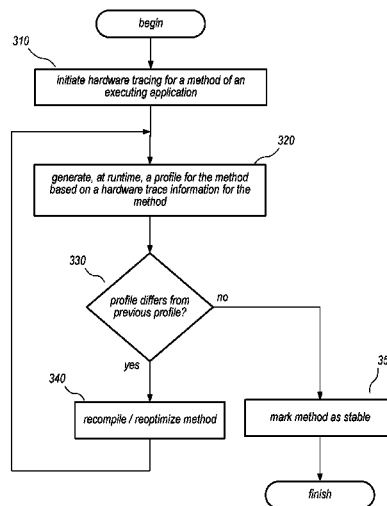 begin
310
initiate hardware tracing for a method of an
executing application
320
generate, at runtime, a profile for the method
based on a hardware trace information for the
method
330
profile differs from
previous profile?
no
yes
340
recompile / reoptimize method
35
mark method as stable
finish